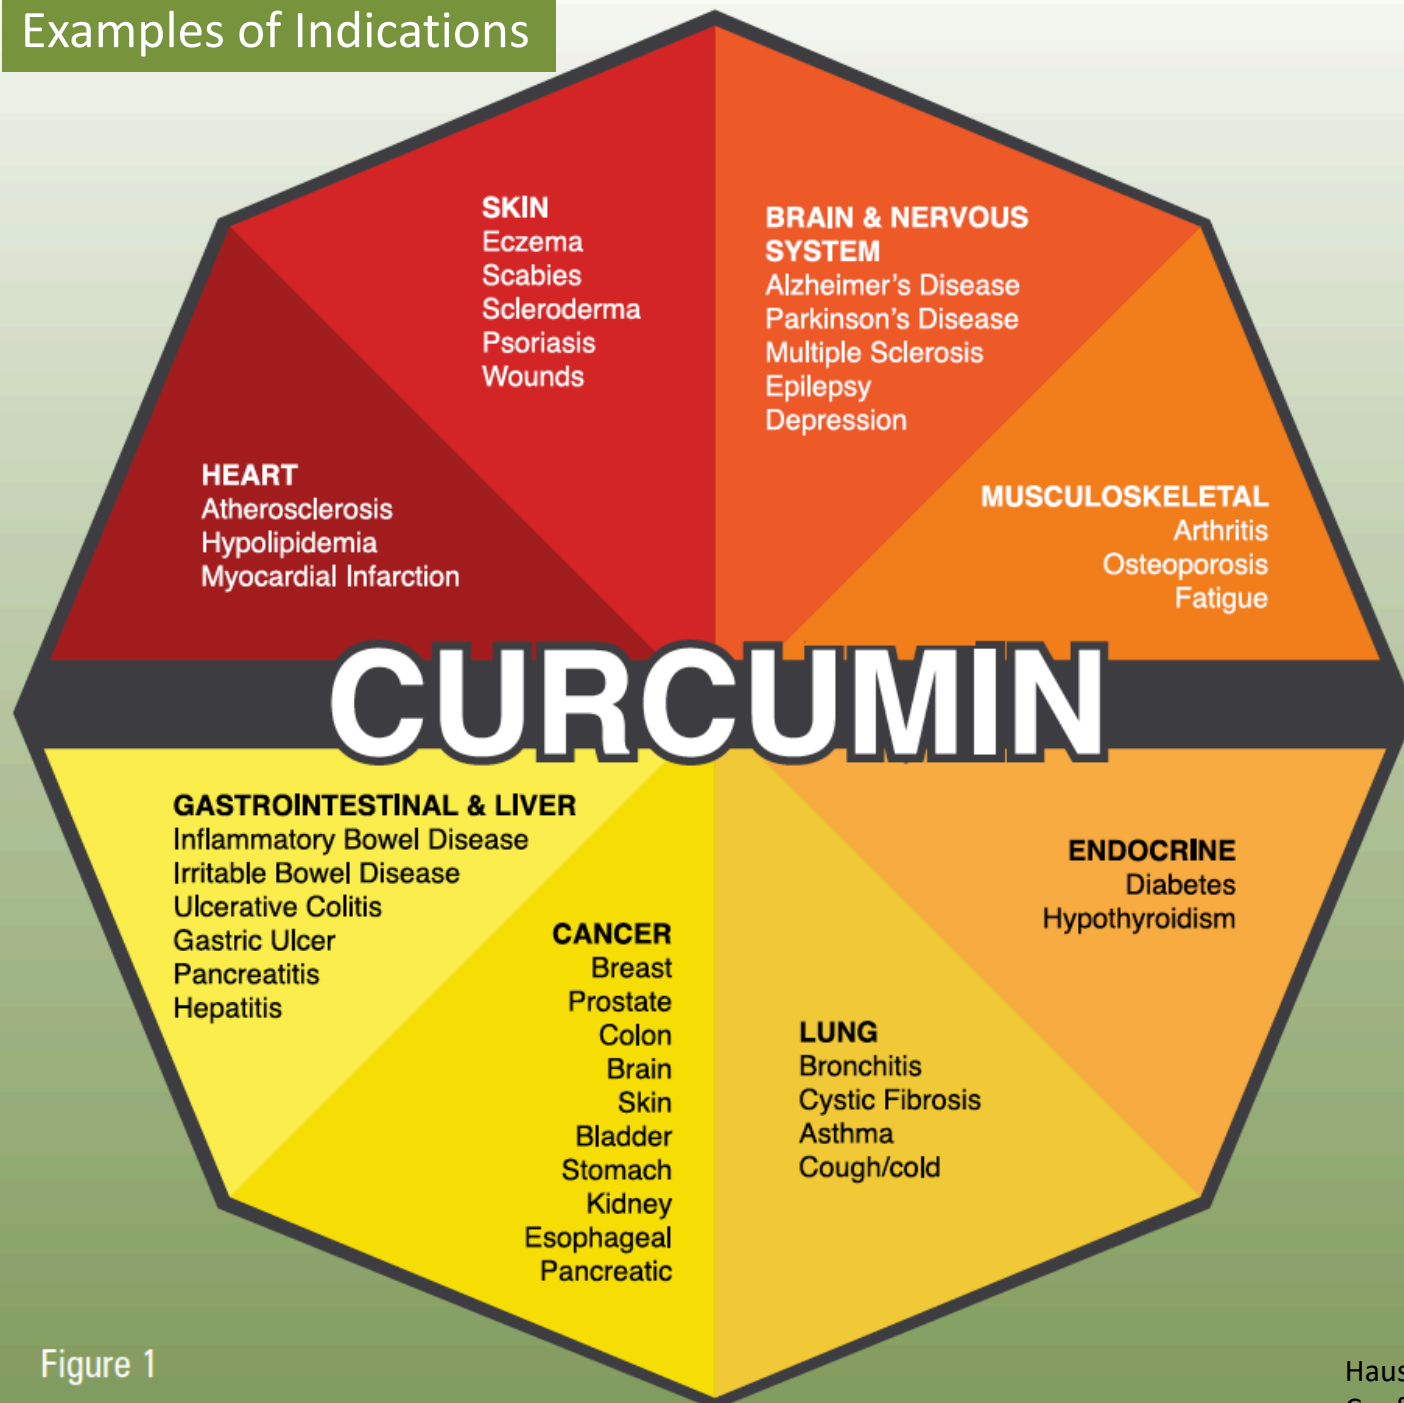 Examples of Indications
SKIN
Eczema
Scabies
Scleroderma
Psoriasis
Wounds
BRAIN & NERVOUS
SYSTEM
Alzheimer’s Disease
Parkinson’s Disease
Multiple Sclerosis
Epilepsy
Depression
HEART
Atherosclerosis
Hypolipidemia
Myocardial Infarction
MUSCULOSKELETAL
Arthritis
Osteoporosis
Fatigue
CURCUMIN
GASTROINTESTINAL & LIVER
Inflammatory Bowel Disease
Irritable Bowel Disease
Ulcerative Colitis
Gastric Ulcer
Pancreatitis
Hepatitis
CANCER
Breast
Prostate
Colon
Brain
Skin
Bladder
Stomach
Kidney
Esophageal
Pancreatic
LUNG
Bronchitis
Cystic Fibrosis
Asthma
Cough/cold
ENDOCRINE
Diabetes
Hypothyroidism
Figure 1
Haus